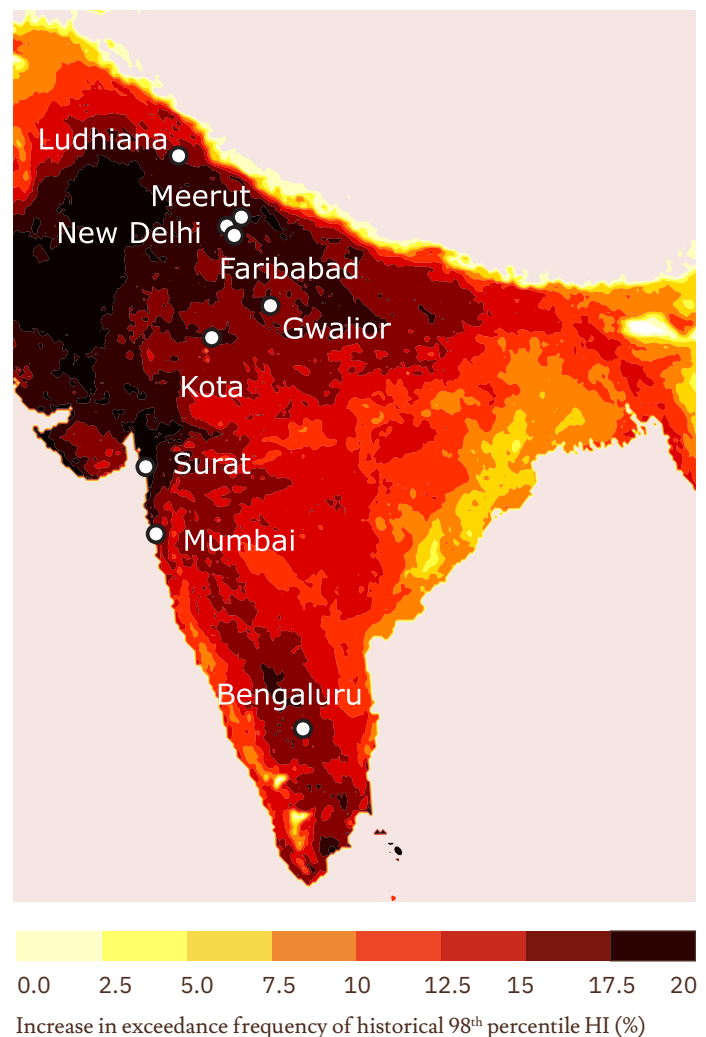 Ludhiana
Meerut
New Delhi
Faribabad
Gwalior
Kota
Surat
Mumbai
Bengaluru
0.0 2.5 5.0 7.5 10 12.5 15 17.5 20
Increase in exceedance frequency of historical 98th percentile HI (%)